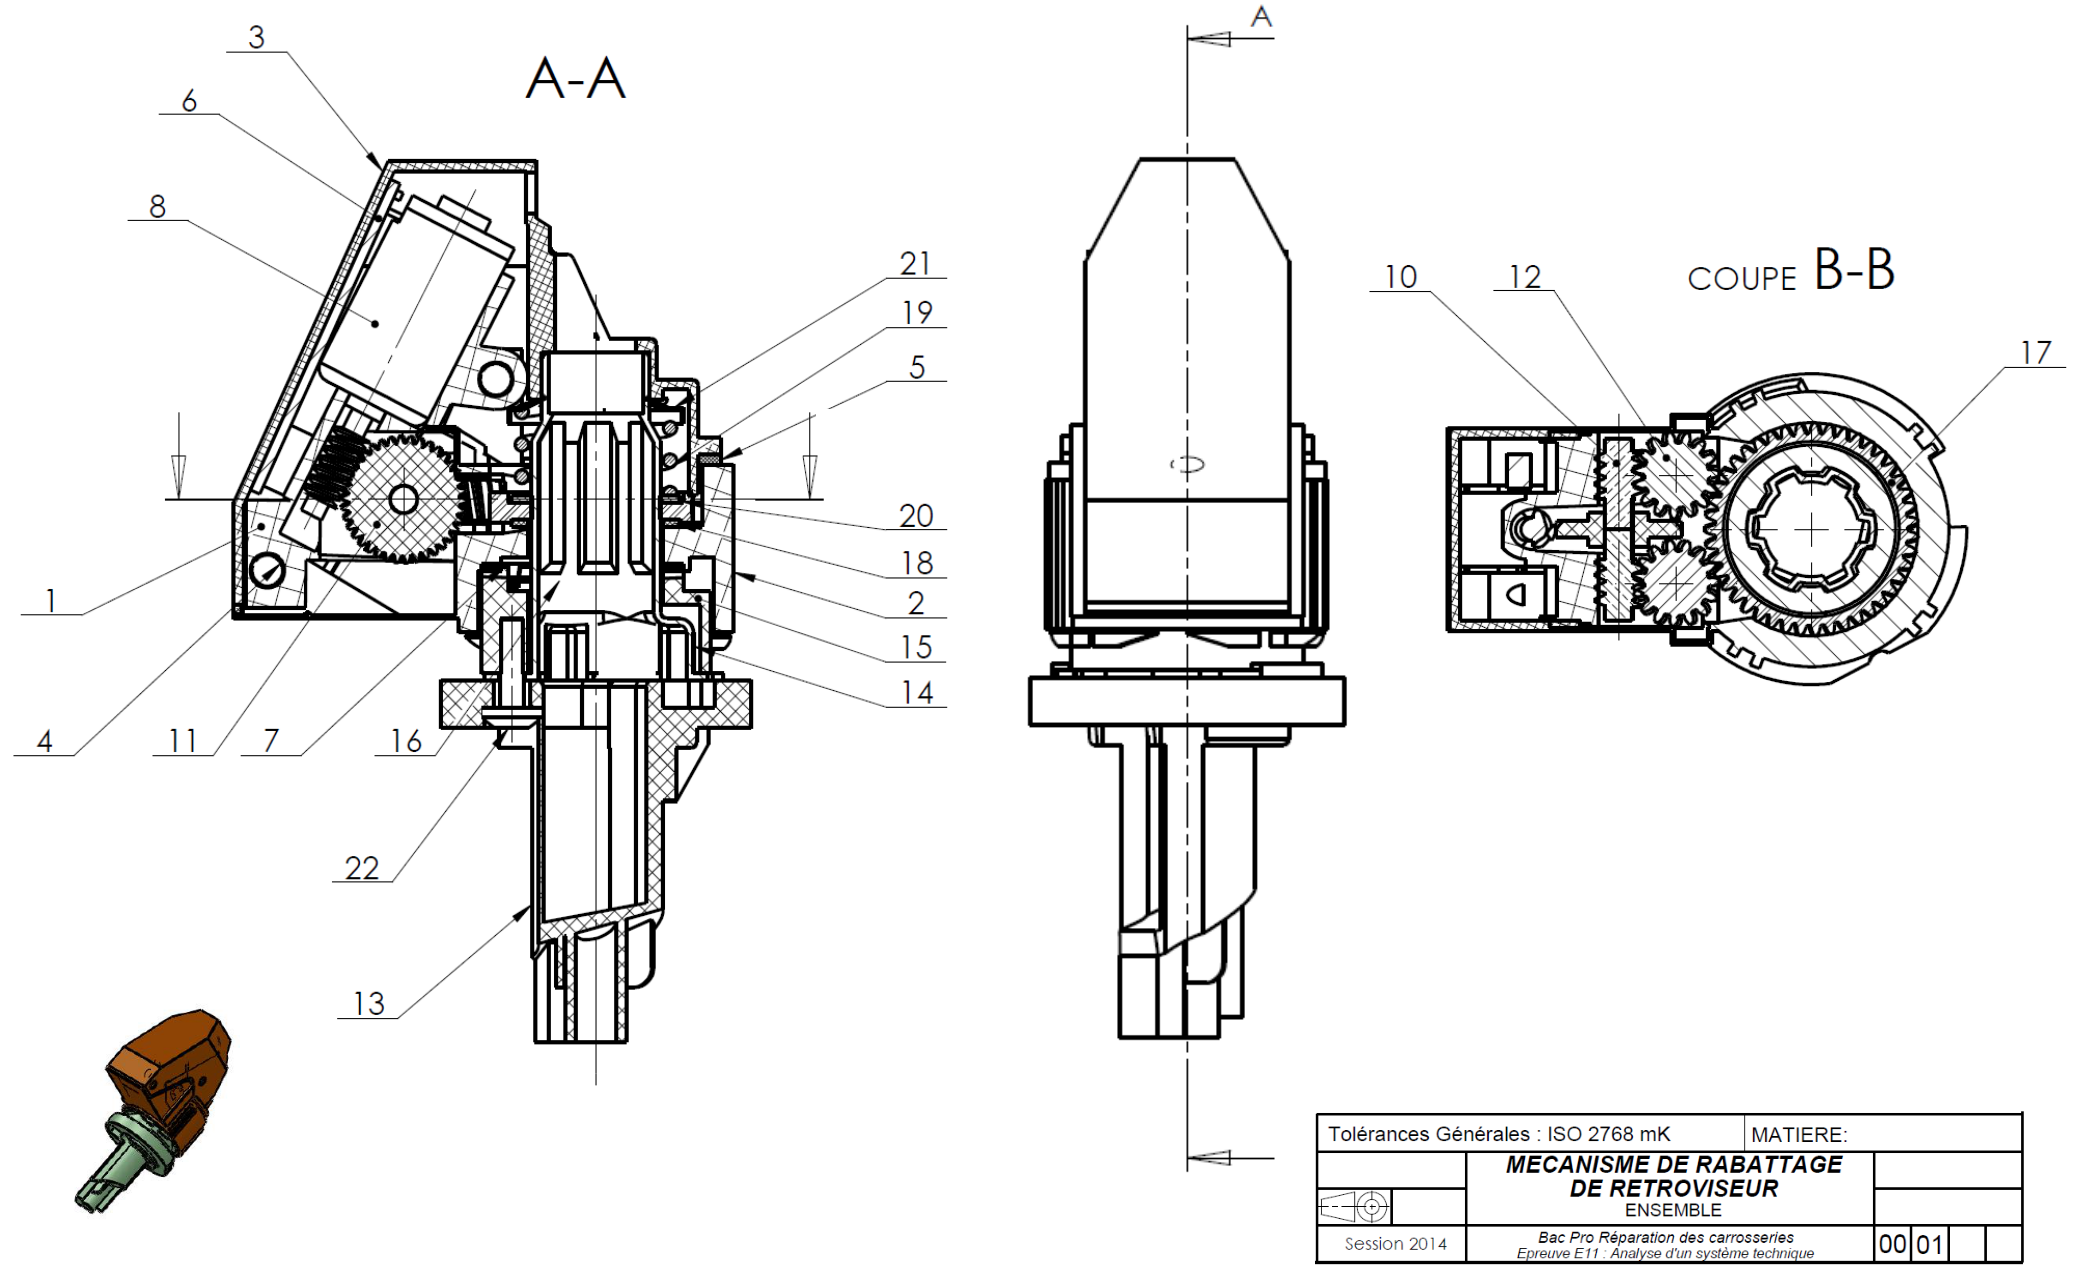 3
A-A
6
8
1
4
11
7
16
22
13
21
19
5
20
18
2
15
14
A
COUPE B-B
10
12
17
Tolérances Générales : ISO 2768 mK
MATIERE:
MECANISME DE RABATTAGE
DE RETROVISEUR
ENSEMBLE
Session 2014
Bac Pro Réparation des carrosseries
Epreuve E11 : Analyse d'un système technique
00 01